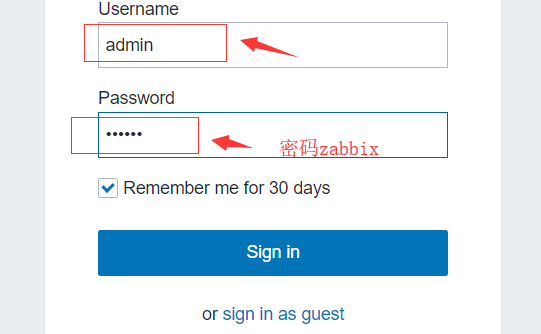 Username
admin
Password
••••••
密码zabbix
Remember me for 30 days
Sign in
or sign in as guest